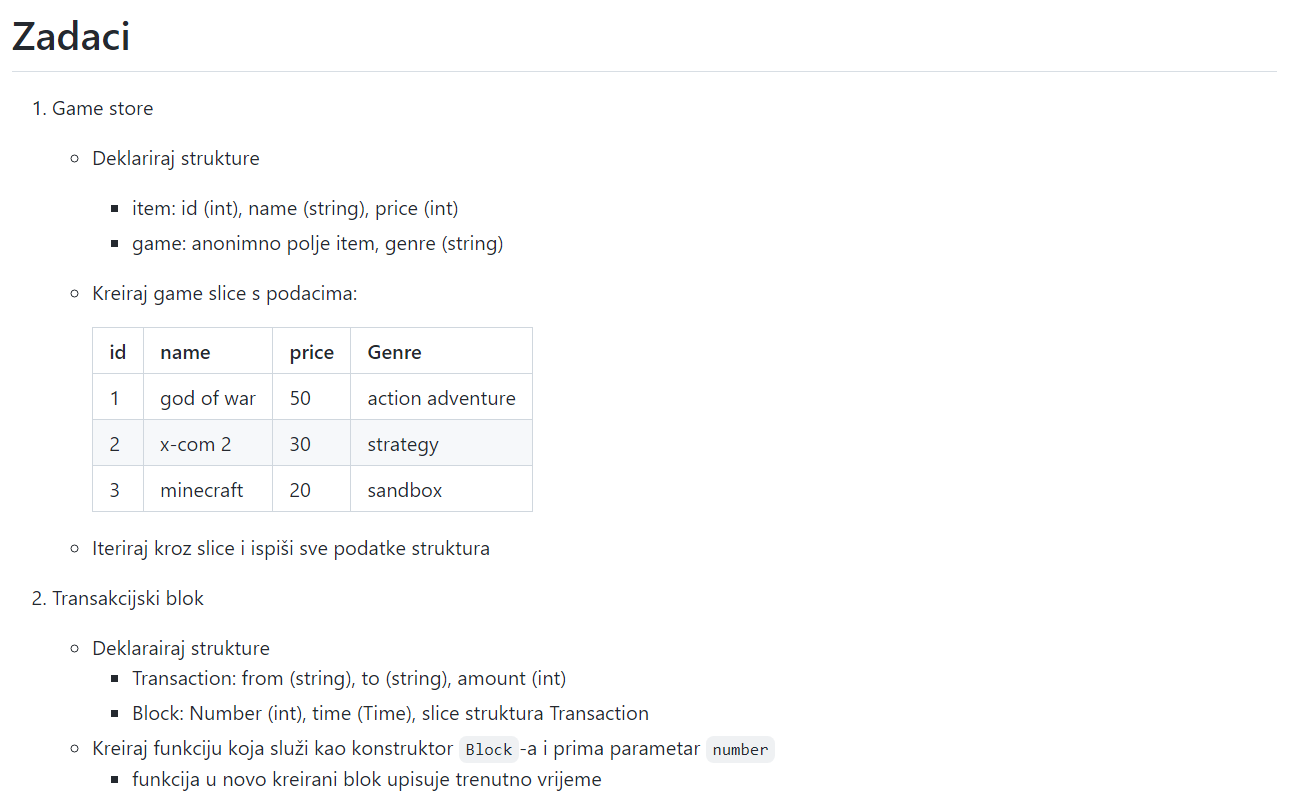 Zadaci
1. Game store
Deklariraj strukture
item: id (int), name (string), price (int)
game: anonimno polje item, genre (string)
Kreiraj game slice s podacima:
id name price Genre
1 god of war 50 action adventure
2 x-com 2 30 strategy
3 minecraft 20 sandbox
Iteriraj kroz slice i ispiši sve podatke struktura
2. Transakcijski blok
Deklarairaj strukture
Transaction: from (string), to (string), amount (int)
Block: Number (int), time (Time), slice struktura Transaction
Kreiraj funkciju koja služi kao konstruktor Block -a i prima parametar number
funkcija u novo kreirani blok upisuje trenutno vrijeme